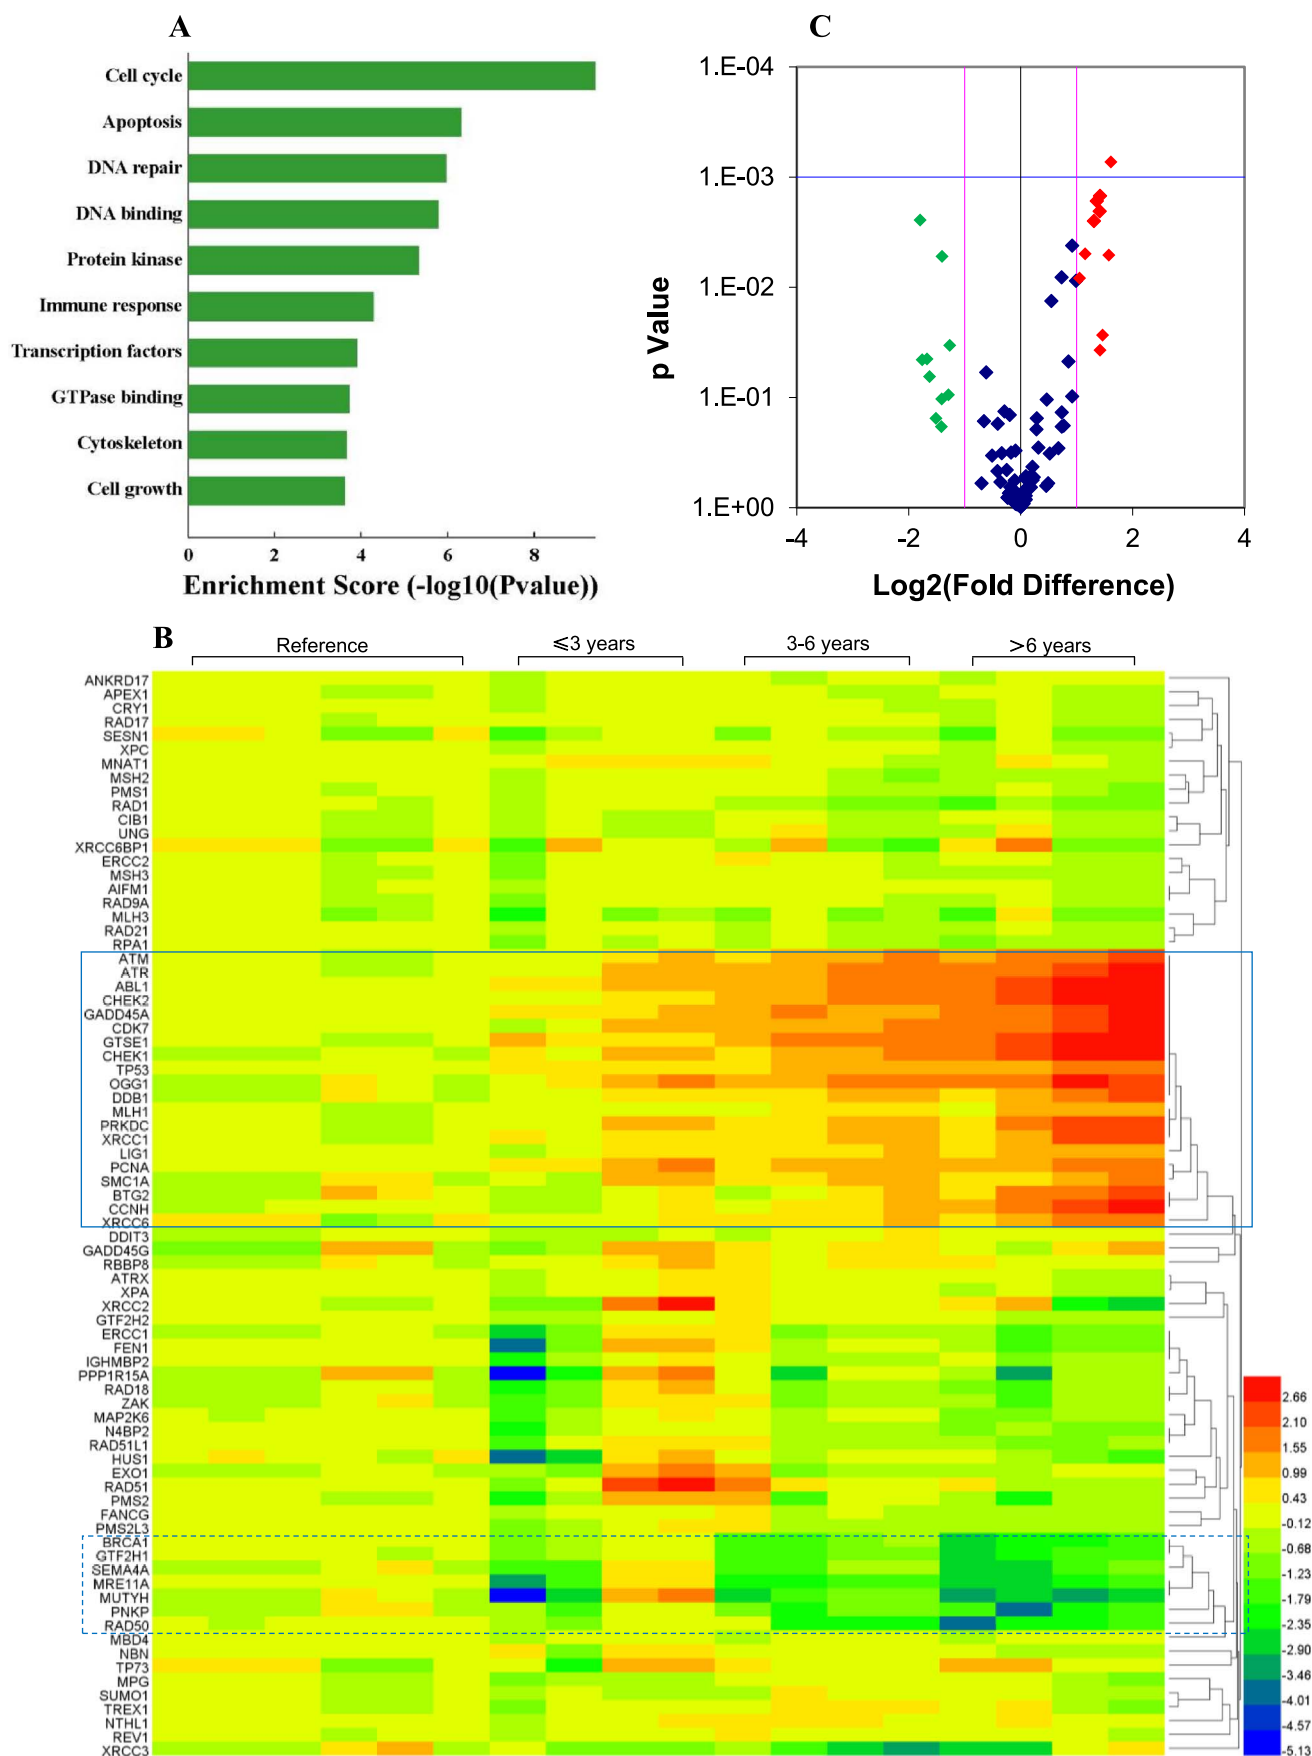 A
Cell cycle
Apoptosis
DNA repair
DNA binding
Protein kinase
Immune response
Transcription factors
GTPase binding
Cytoskeleton
Cell growth
0 2 4 6 8
Enrichment Score (-log10(Pvalue))
C
1.E-04
1.E-03
1.E-02
1.E-01
1.E+00
p Value
-4 -2 0 2 4
Log2(Fold Difference)
B
Reference ≤3 years 3-6 years >6 years
ANKRD17
APEX1
CRY1
RAD17
SESN1
XPC
MNAT1
MSH2
PMS1
RAD1
CIB1
UNG
XRCC6BP1
ERCC2
MSH3
AIFM1
RAD9A
MLH3
RAD21
RPA1
ATM
ATR
ABL1
CHEK2
GADD45A
CDK7
GTSE1
CHEK1
TP53
OGG1
DDB1
MLH1
PRKDC
XRCC1
LIG1
PCNA
SMC1A
BTG2
CCNH
XRCC6
DDIT3
GADD45G
RBBP8
ATRX
XPA
XRCC2
GTF2H2
ERCC1
FEN1
IGHMBP2
PPP1R15A
RAD18
ZAK
MAP2K6
N4BP2
RAD51L1
HUS1
EXO1
RAD51
PMS2
FANCG
PMS2L3
BRCA1
GTF2H1
SEMA4A
MRE11A
MUTYH
PNKP
RAD50
MBD4
NBN
TP73
MPG
SUMO1
TREX1
NTHL1
REV1
XRCC3
2.66
2.10
1.55
0.99
0.43
-0.12
-0.68
-1.23
-1.79
-2.35
-2.90
-3.46
-4.01
-4.57
-5.13